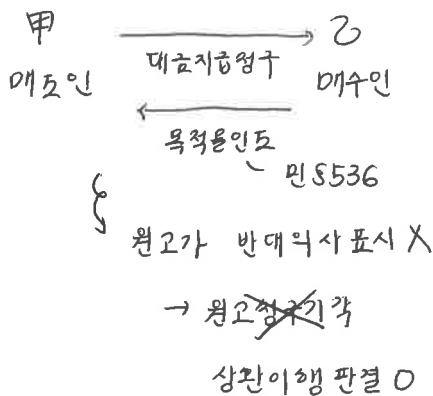 甲 → 乙
대금지급청구
매도인 매수인
←
목적물인도
민§536
원고가 반대의사표시 X
→ 원고청구기각
상환이행판결 O